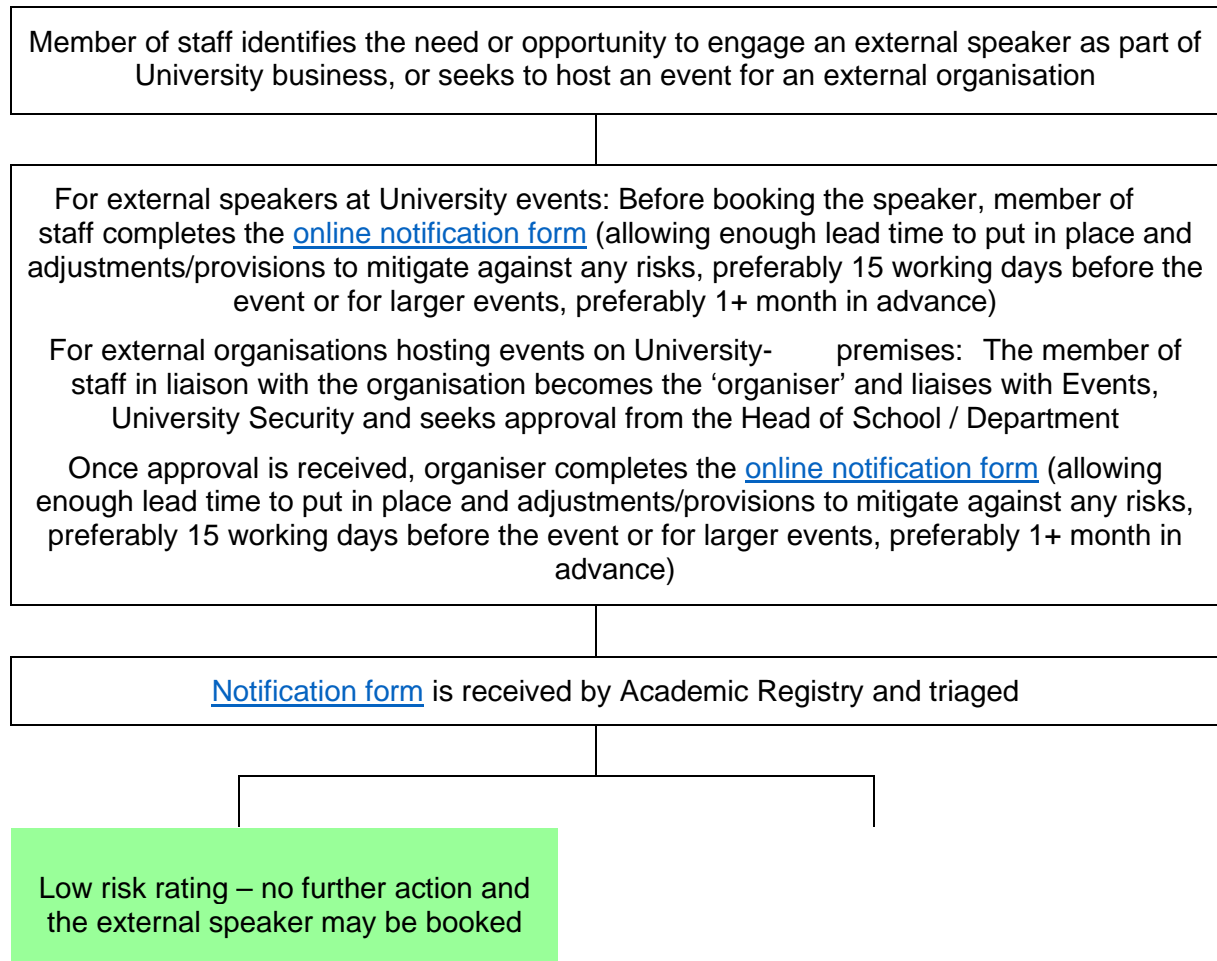 Member of staff identifies the need or opportunity to engage an external speaker as part of
University business, or seeks to host an event for an external organisation
For external speakers at University events: Before booking the speaker, member of
staff completes the online notification form (allowing enough lead time to put in place and
adjustments/provisions to mitigate against any risks, preferably 15 working days before the
event or for larger events, preferably 1+ month in advance)
For external organisations hosting events on University- premises: The member of
staff in liaison with the organisation becomes the ‘organiser’ and liaises with Events,
University Security and seeks approval from the Head of School / Department
Once approval is received, organiser completes the online notification form (allowing
enough lead time to put in place and adjustments/provisions to mitigate against any risks,
preferably 15 working days before the event or for larger events, preferably 1+ month in
advance)
Notification form is received by Academic Registry and triaged
Low risk rating – no further action and
the external speaker may be booked